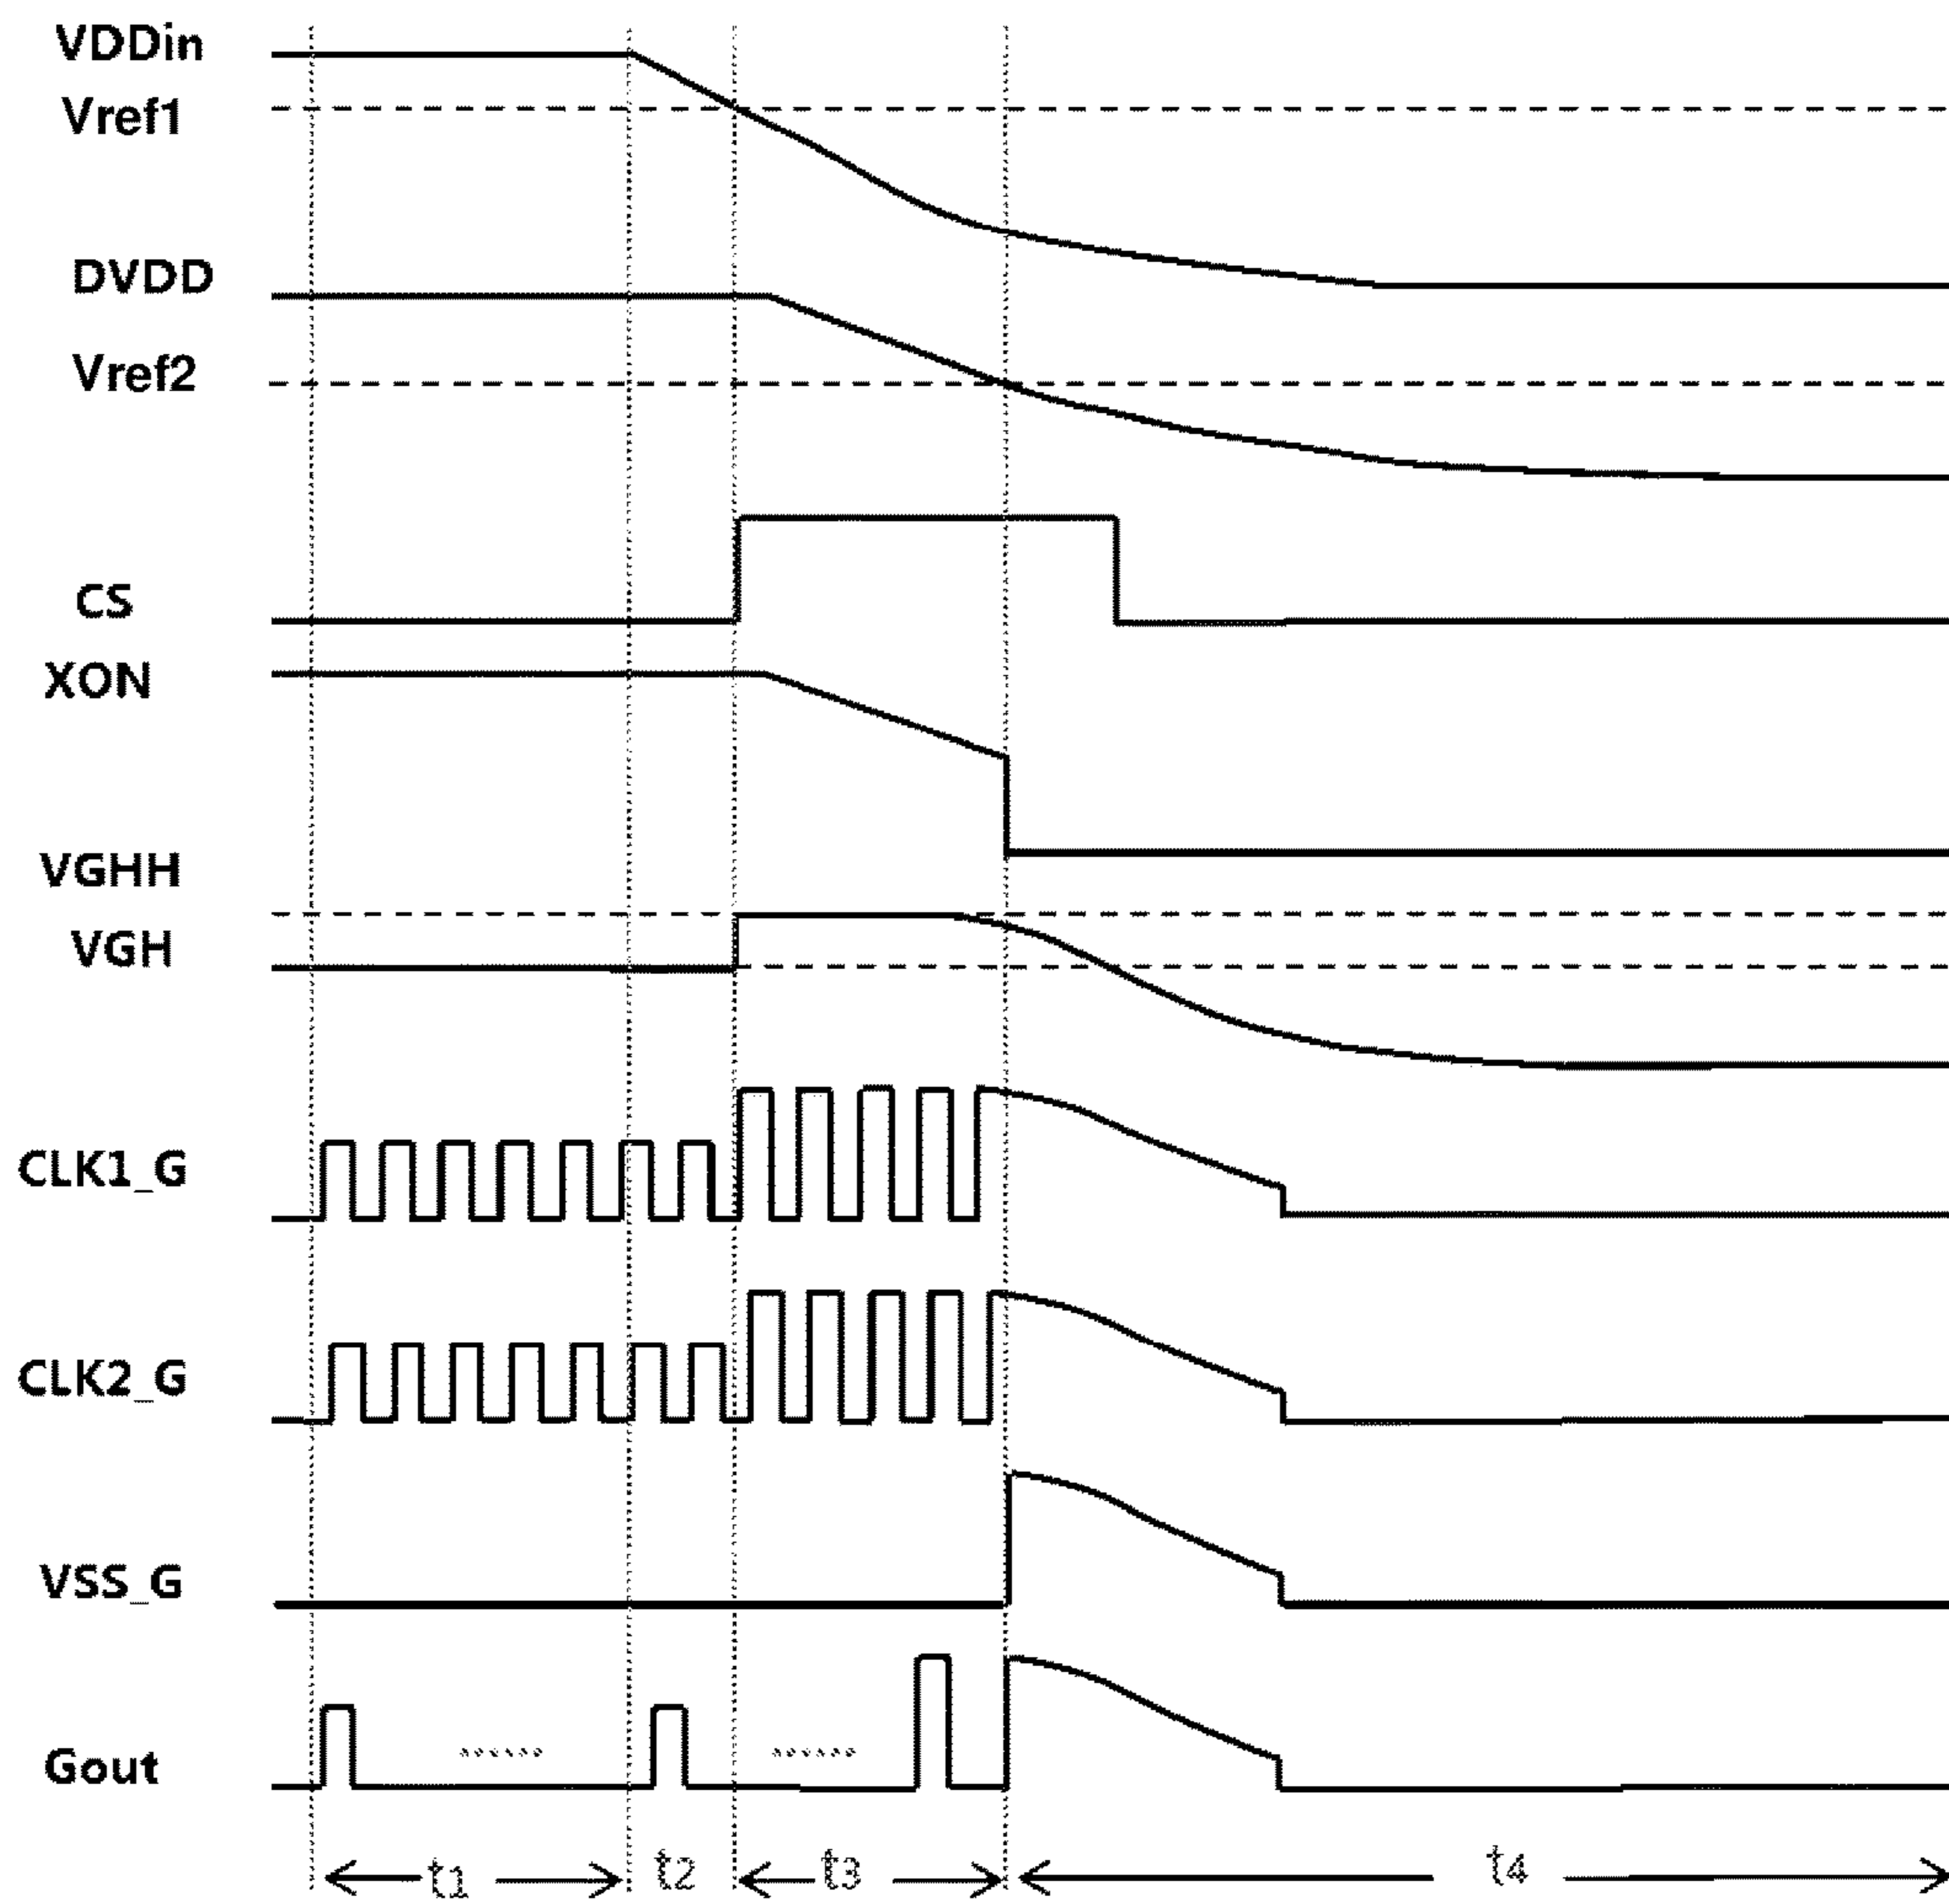 VDDin
Vref1
DVDD
Vref2
CS
XON
VGHH
VGH
CLK1_G
CLK2_G
VSS_G
Gout
t1 t2 t3 t4